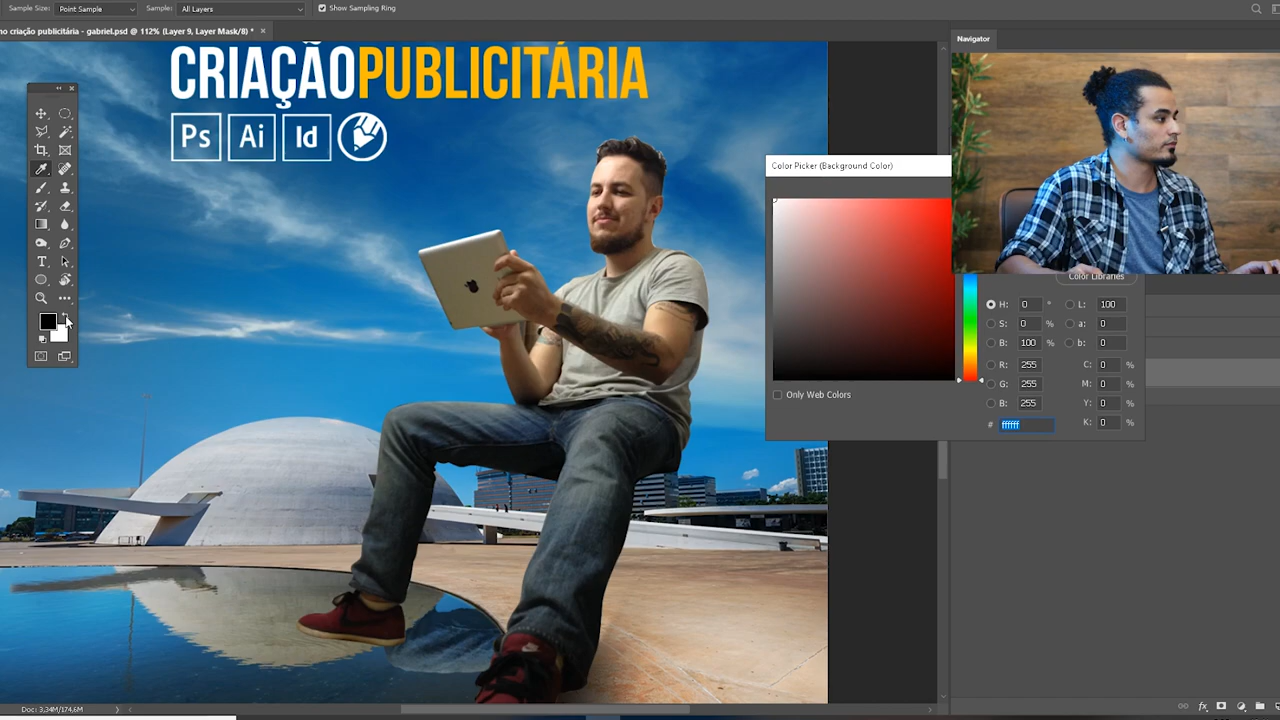 Sample Size: Point Sample Sample: All Layers Show Sampling Ring
no criação publicitária - gabriel.psd @ 112% (Layer 9, Layer Mask/8) * ×
Navigator
CRIAÇÃOPUBLICITÁRIA
Ps Ai Id
Color Picker (Background Color)
Color Libraries
H: 0 ° L: 100
S: 0 % a: 0
B: 100 % b: 0
R: 255 C: 0 %
G: 255 M: 0 %
B: 255 Y: 0 %
# ffffff K: 0 %
Only Web Colors
T
Doc: 3,34M/174,6M
fx